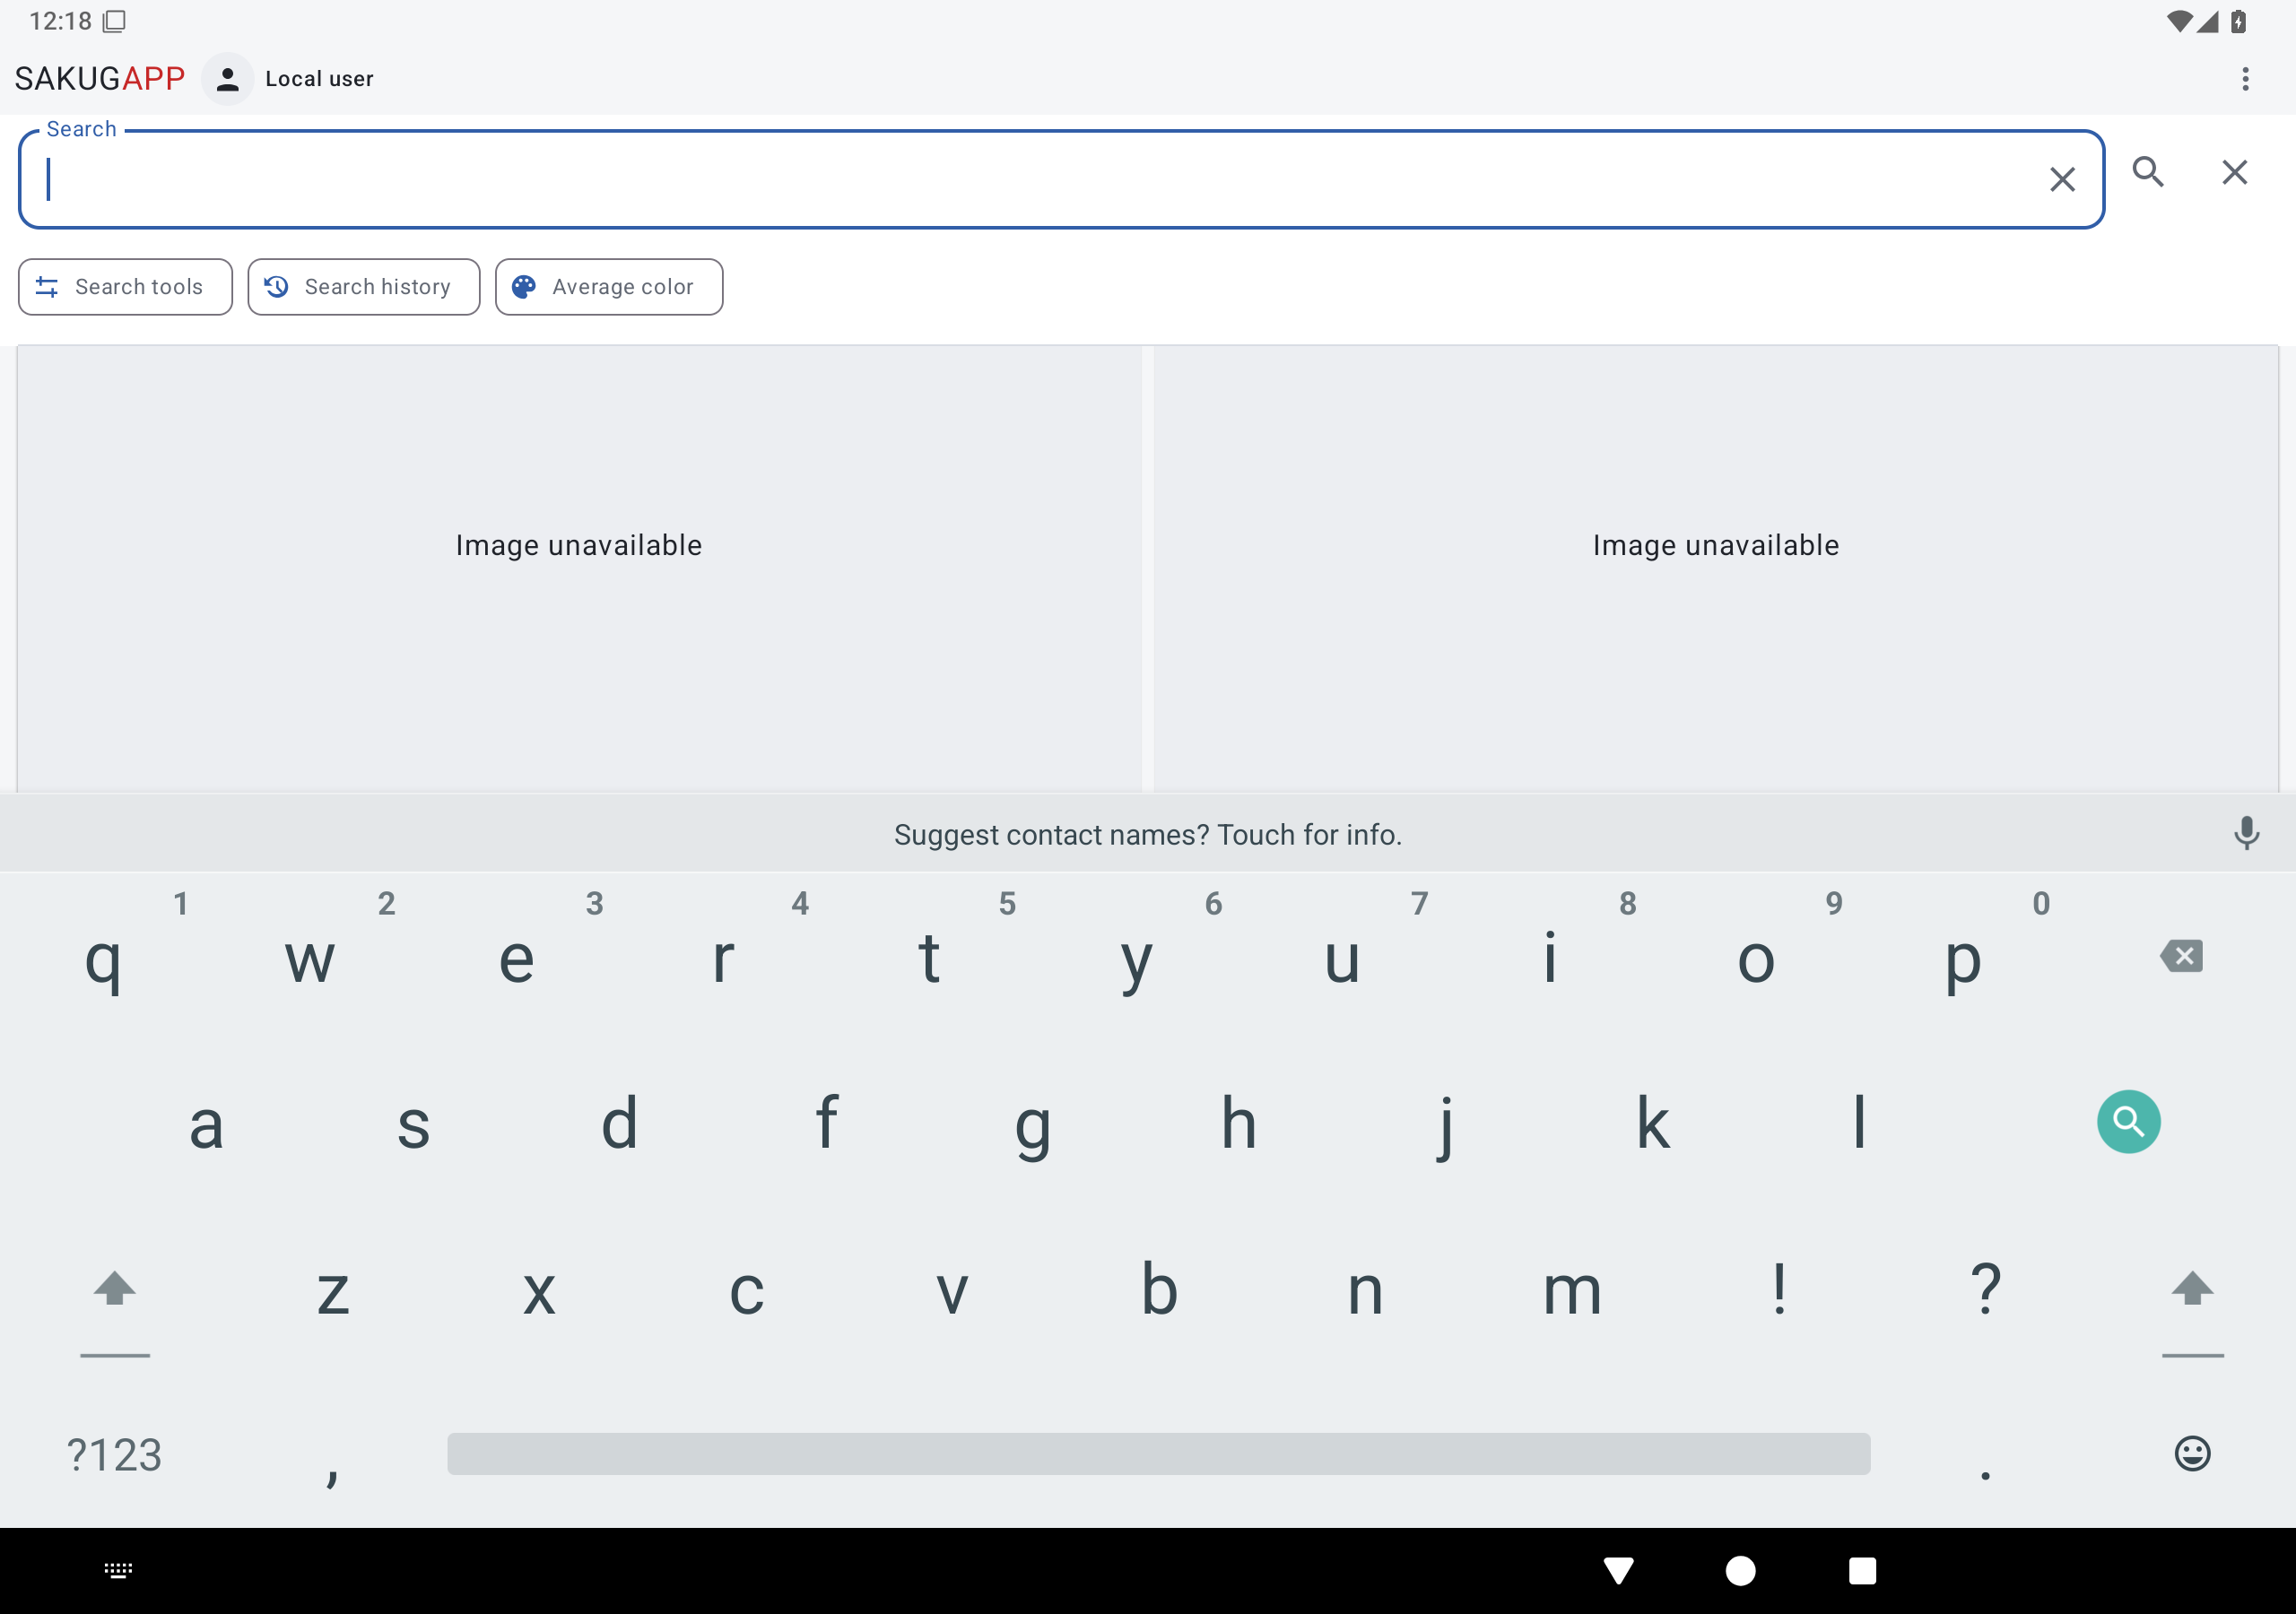 12:18
SAKUGAPP Local user
Search
Search tools Search history Average color
Image unavailable Image unavailable
Suggest contact names? Touch for info.
1 2 3 4 5 6 7 8 9 0
q w e r t y u i o p
a s d f g h j k l
z x c v b n m ! ?
?123 , .